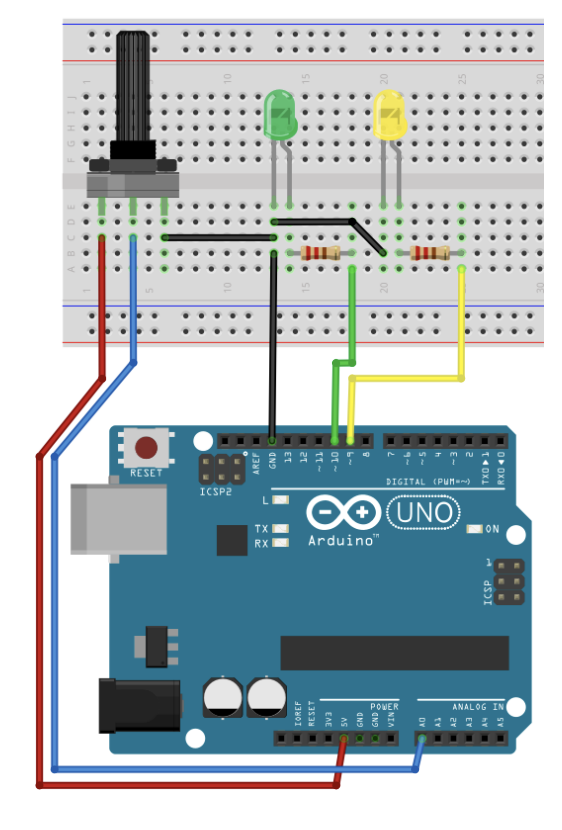 1 5 10 15 20 25 30
J
I
H
G
F
E
D
C
B
A
1 5 10 15 20 25 30
RESET
ICSP2
AREF
GND
13
12
~11
~10
~9
8
7
~6
~5
4
~3
2
TXD▶1
RXD◀0
DIGITAL (PWM=~)
L
TX
RX
UNO
Arduino™
ON
1
ICSP
POWER
ANALOG IN
IOREF
RESET
3V3
5V
GND
GND
VIN
A0
A1
A2
A3
A4
A5